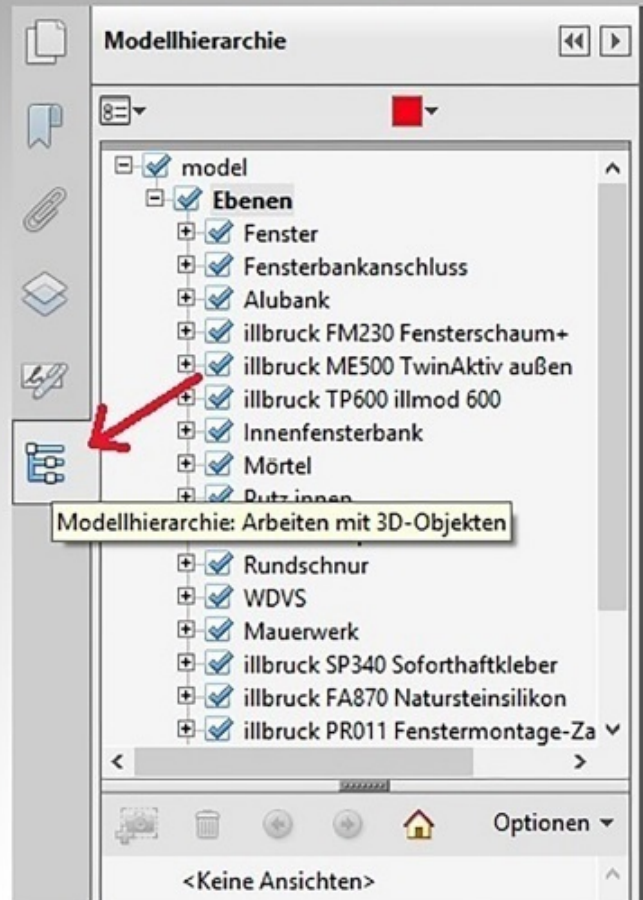 Modellhierarchie
model
Ebenen
Fenster
Fensterbankanschluss
Alubank
illbruck FM230 Fensterschaum+
illbruck ME500 TwinAktiv außen
illbruck TP600 illmod 600
Innenfensterbank
Mörtel
Putz innen
Modellhierarchie: Arbeiten mit 3D-Objekten
Rundschnur
WDVS
Mauerwerk
illbruck SP340 Soforthaftkleber
illbruck FA870 Natursteinsilikon
illbruck PR011 Fenstermontage-Za
Optionen
<Keine Ansichten>